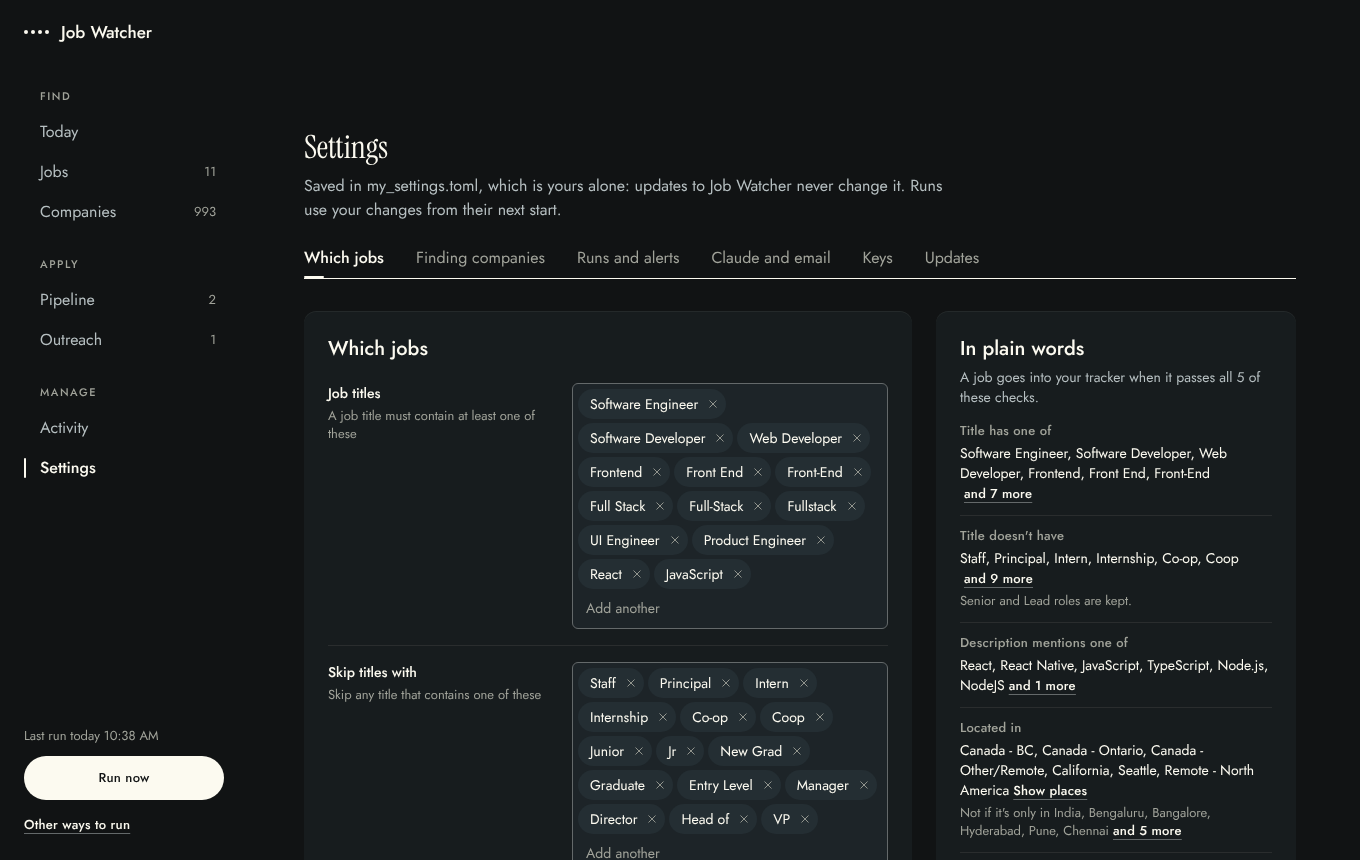 Job Watcher
FIND
Today
Jobs 11
Companies 993
APPLY
Pipeline 2
Outreach 1
MANAGE
Activity
Settings
Last run today 10:38 AM
Run now
Other ways to run
Settings
Saved in my_settings.toml, which is yours alone: updates to Job Watcher never change it. Runs
use your changes from their next start.
Which jobs Finding companies Runs and alerts Claude and email Keys Updates
Which jobs
Job titles
A job title must contain at least one of
these
Software Engineer ×
Software Developer × Web Developer ×
Frontend × Front End × Front-End ×
Full Stack × Full-Stack × Fullstack ×
UI Engineer × Product Engineer ×
React × JavaScript ×
Add another
Skip titles with
Skip any title that contains one of these
Staff × Principal × Intern ×
Internship × Co-op × Coop ×
Junior × Jr × New Grad ×
Graduate × Entry Level × Manager ×
Director × Head of × VP ×
Add another
In plain words
A job goes into your tracker when it passes all 5 of
these checks.
Title has one of
Software Engineer, Software Developer, Web
Developer, Frontend, Front End, Front-End
and 7 more
Title doesn't have
Staff, Principal, Intern, Internship, Co-op, Coop
and 9 more
Senior and Lead roles are kept.
Description mentions one of
React, React Native, JavaScript, TypeScript, Node.js,
NodeJS and 1 more
Located in
Canada - BC, Canada - Ontario, Canada -
Other/Remote, California, Seattle, Remote - North
America Show places
Not if it's only in India, Bengaluru, Bangalore,
Hyderabad, Pune, Chennai and 5 more